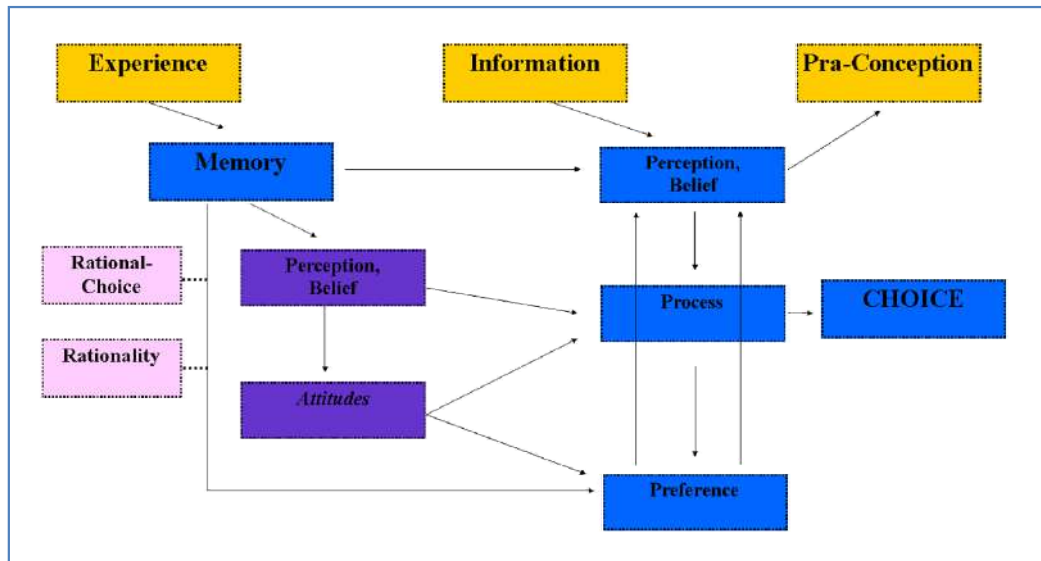 Experience
Information
Pra-Conception
Memory
Perception,
Belief
Rational-
Choice
Perception,
Belief
Process
CHOICE
Rationality
Attitudes
Preference